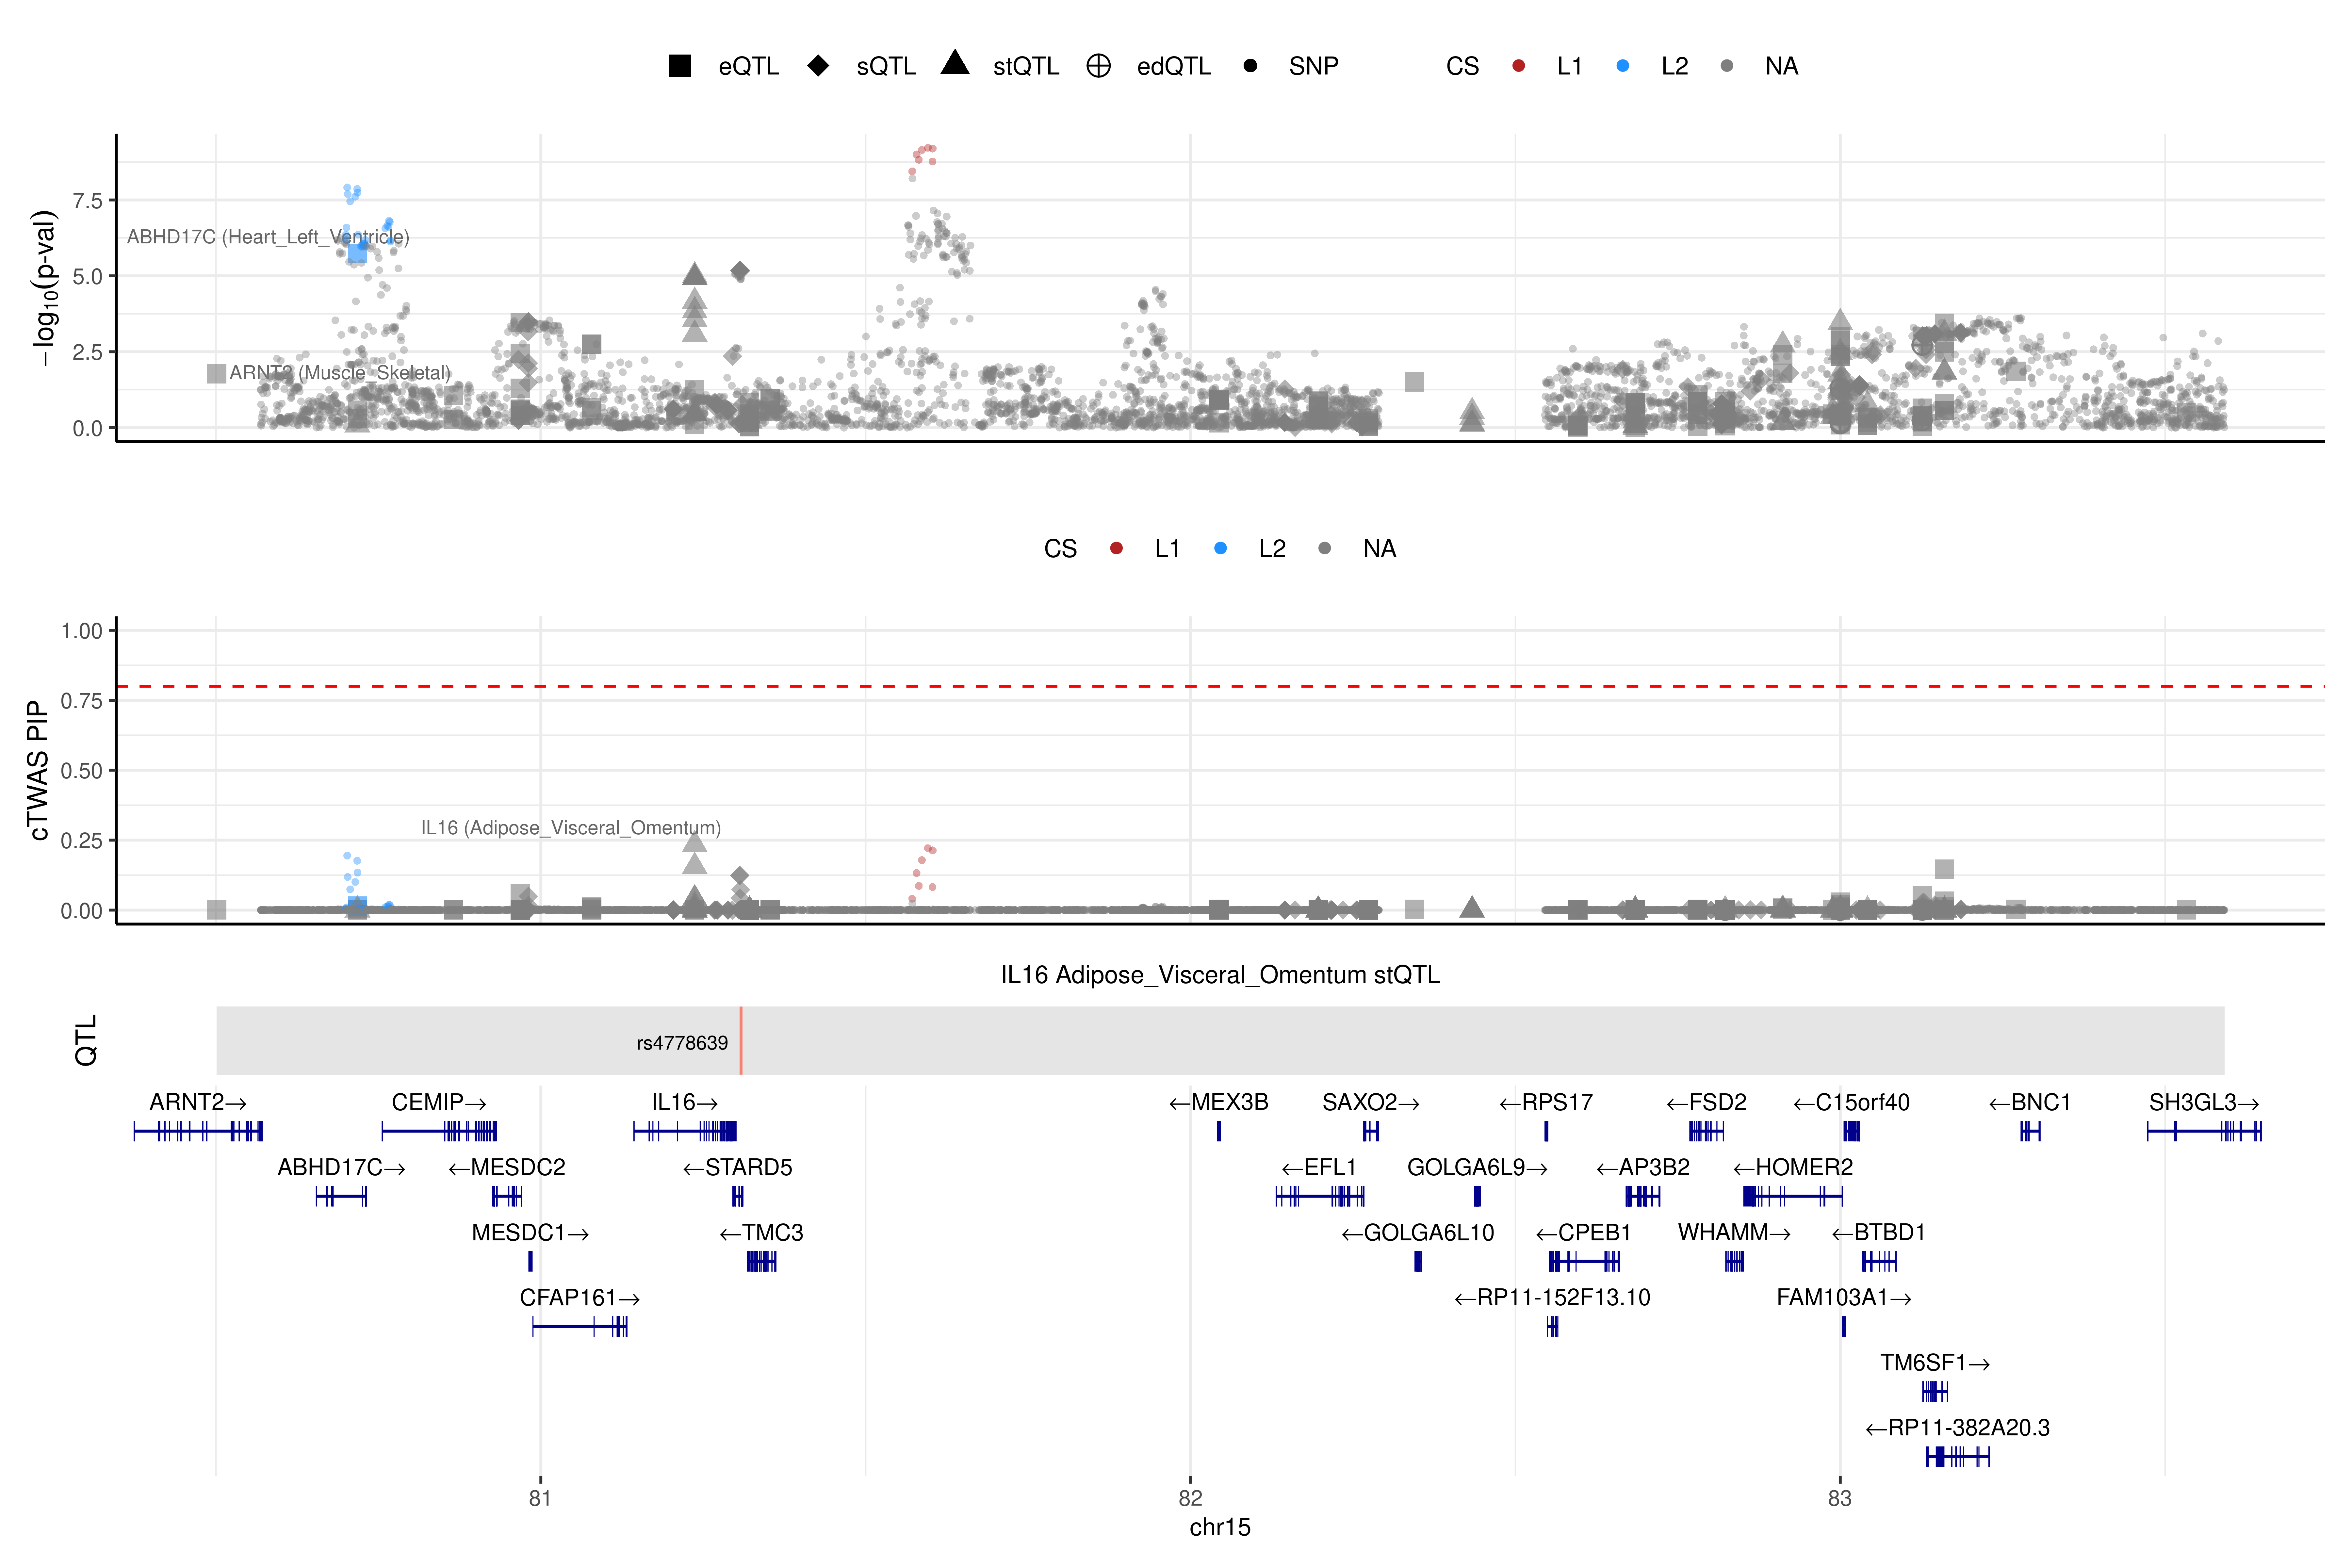 eQTL sQTL stQTL edQTL SNP CS L1 L2 NA
−log10(p-val)
7.5
5.0
2.5
0.0
ABHD17C (Heart_Left_Ventricle)
ARNT2 (Muscle_Skeletal)
CS L1 L2 NA
cTWAS PIP
1.00
0.75
0.50
0.25
0.00
IL16 (Adipose_Visceral_Omentum)
IL16 Adipose_Visceral_Omentum stQTL
QTL
rs4778639
ARNT2→ CEMIP→ IL16→ ←MEX3B SAXO2→ ←RPS17 ←FSD2 ←C15orf40 ←BNC1 SH3GL3→
ABHD17C→ ←MESDC2 ←STARD5 ←EFL1 GOLGA6L9→ ←AP3B2 ←HOMER2
MESDC1→ ←TMC3 ←GOLGA6L10 ←CPEB1 WHAMM→ ←BTBD1
CFAP161→ ←RP11-152F13.10 FAM103A1→
TM6SF1→
←RP11-382A20.3
81 82 83
chr15